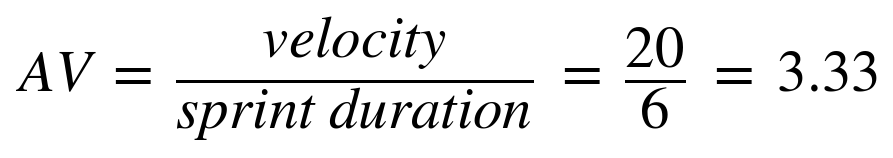 AV = velocity / sprint duration = 20 / 6 = 3.33